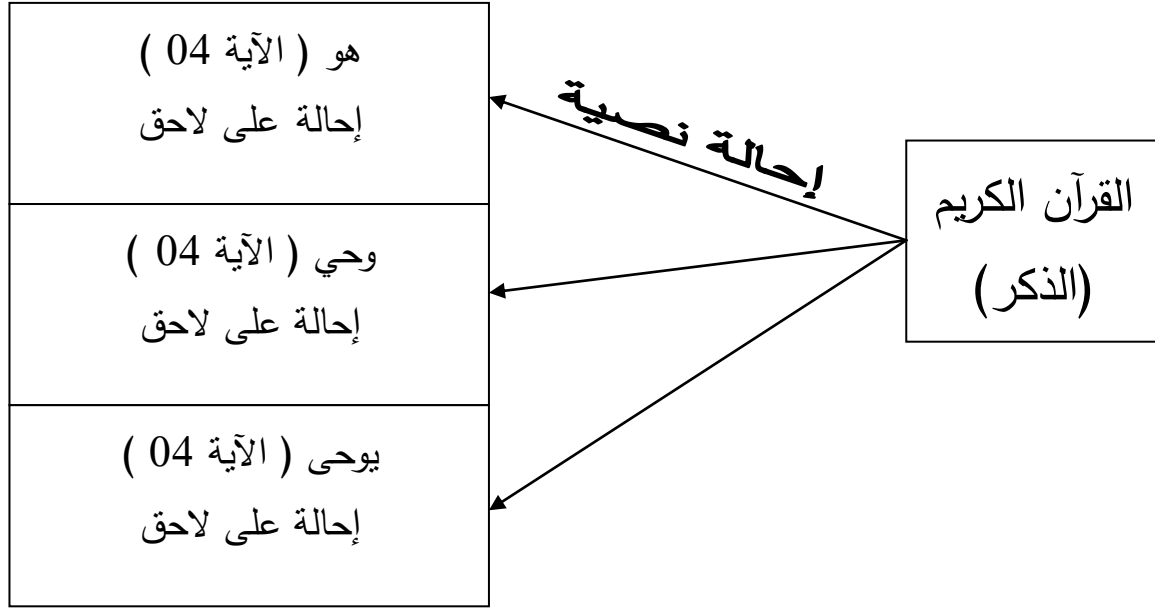 القرآن الكريم
(الذكر)
إحالة نصية
هو ( الآية 04 )
إحالة على لاحق
وحي ( الآية 04 )
إحالة على لاحق
يوحى ( الآية 04 )
إحالة على لاحق